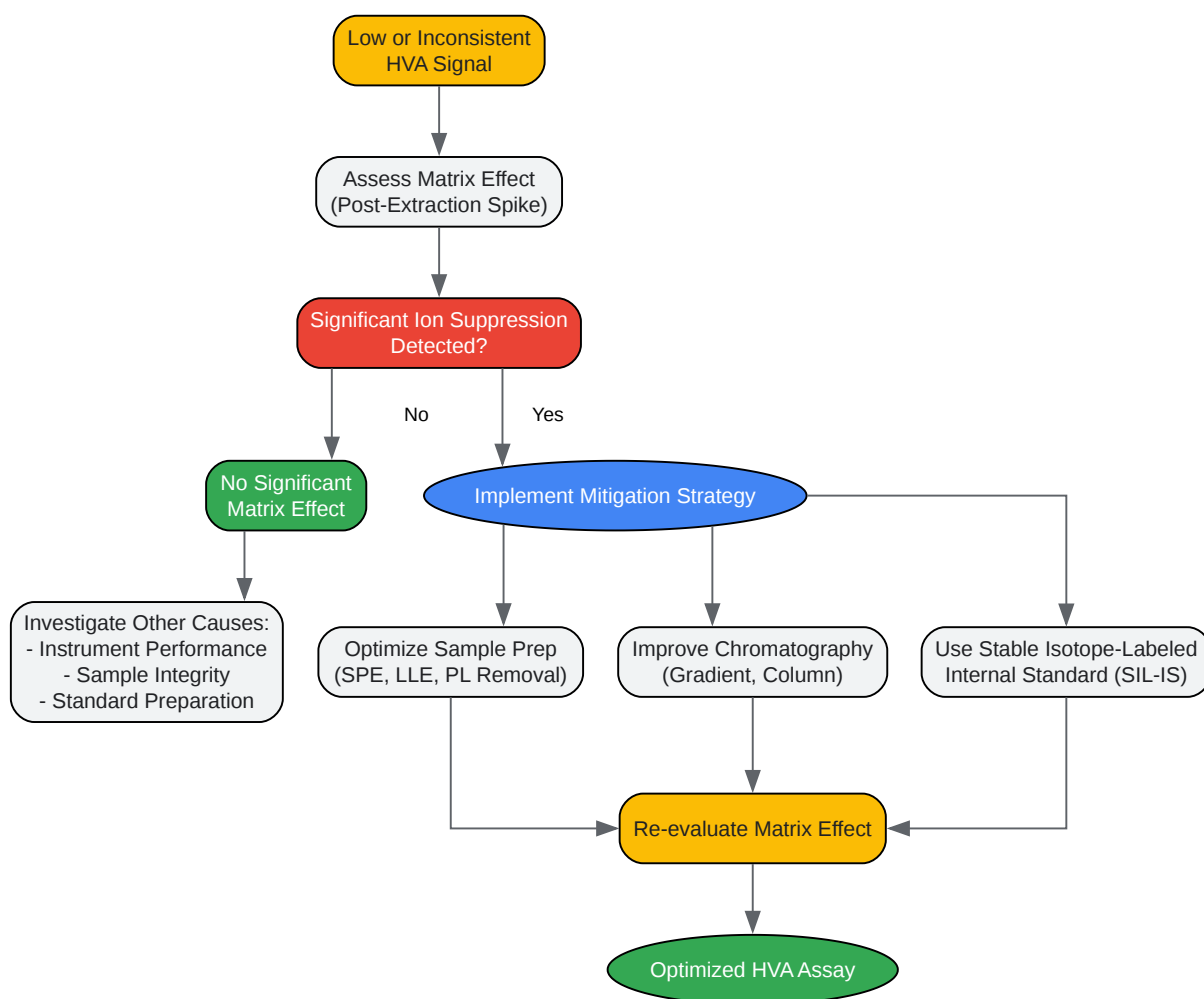 Low or Inconsistent
HVA Signal
Assess Matrix Effect
(Post-Extraction Spike)
Significant Ion Suppression
Detected?
No
Yes
No Significant
Matrix Effect
Implement Mitigation Strategy
Investigate Other Causes:
- Instrument Performance
- Sample Integrity
- Standard Preparation
Optimize Sample Prep
(SPE, LLE, PL Removal)
Improve Chromatography
(Gradient, Column)
Use Stable Isotope-Labeled
Internal Standard (SIL-IS)
Re-evaluate Matrix Effect
Optimized HVA Assay